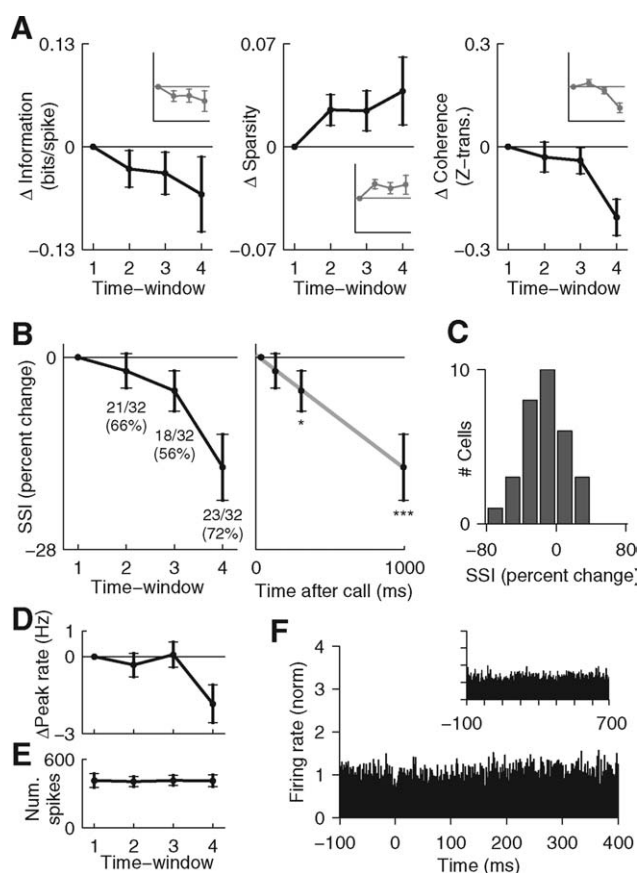 A
0.13
0
−0.13
Δ Information
(bits/spike)
1 2 3 4
Time−window
0.07
0
−0.07
Δ Sparsity
1 2 3 4
Time−window
0.3
0
−0.3
Δ Coherence
(Z−trans.)
1 2 3 4
Time−window
B
0
−28
SSI (percent change)
21/32
(66%)
18/32
(56%)
23/32
(72%)
1 2 3 4
Time−window
*
***
0 1000
Time after call (ms)
C
10
0
# Cells
−80 0 80
SSI (percent change)
D
1
0
−3
ΔPeak rate (Hz)
E
600
0
Num.
spikes
1 2 3 4
Time−window
F
4
3
2
1
0
Firing rate (norm)
−100 700
−100 0 100 200 300 400
Time (ms)